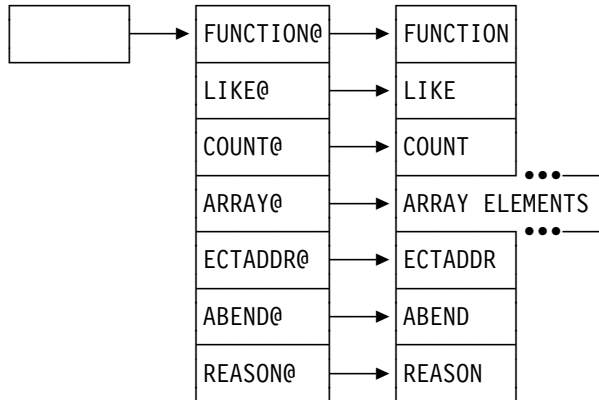 FUNCTION@ FUNCTION
LIKE@ LIKE
COUNT@ COUNT
ARRAY@ ARRAY ELEMENTS
ECTADDR@ ECTADDR
ABEND@ ABEND
REASON@ REASON